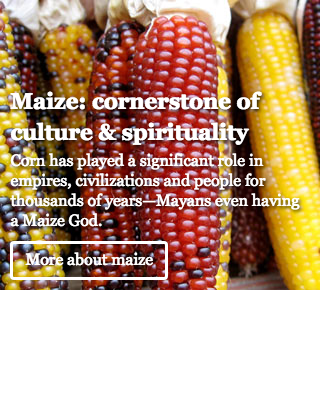 Maize: cornerstone of
culture & spirituality
Corn has played a significant role in
empires, civilizations and people for
thousands of years—Mayans even having
a Maize God.
More about maize